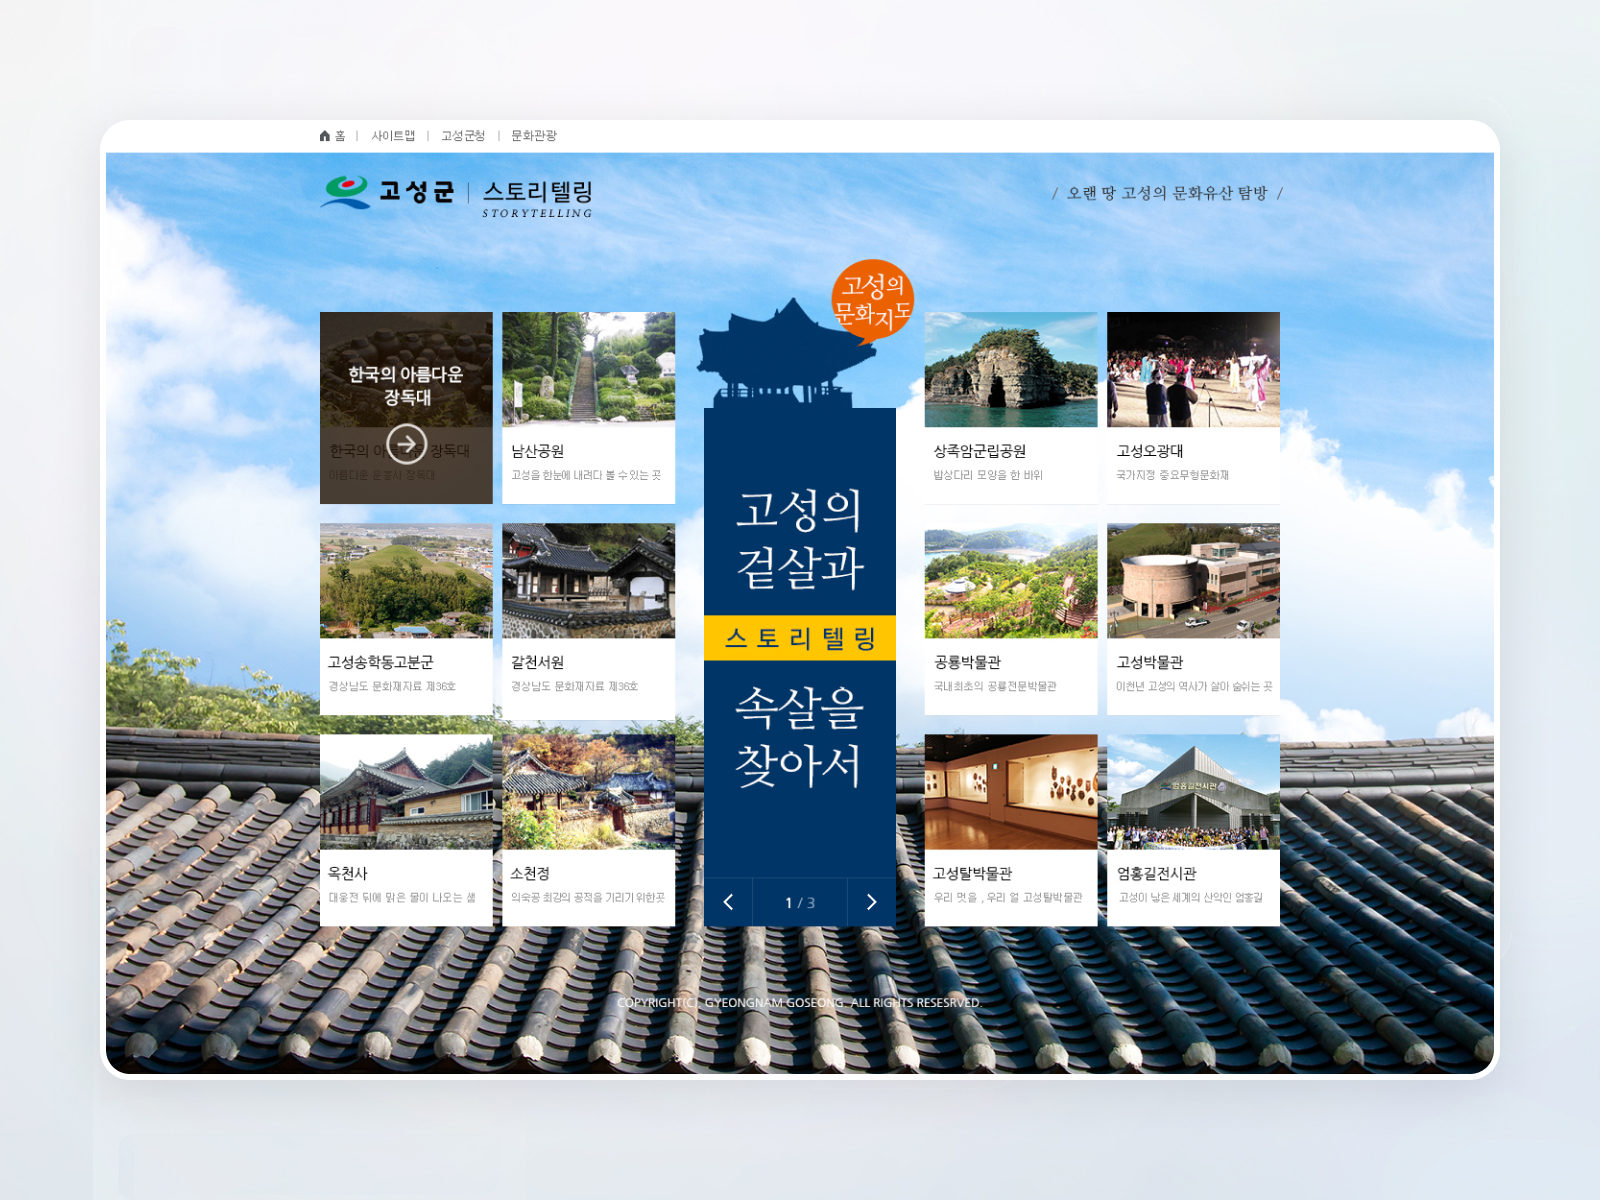 홈 | 사이트맵 | 고성군청 | 문화관광
고성군 | 스토리텔링
STORYTELLING
/ 오랜 땅 고성의 문화유산 탐방 /
고성의
문화지도
한국의 아름다운
장독대
한국의 아름다운 장독대
아름다운 운흥사 장독대
남산공원
고성을 한눈에 내려다 볼 수 있는 곳
고성의
겉살과
스토리텔링
속살을
찾아서
1 / 3
상족암군립공원
밥상다리 모양을 한 바위
고성오광대
국가지정 중요무형문화재
고성송학동고분군
경상남도 문화재자료 제36호
갈천서원
경상남도 문화재자료 제36호
공룡박물관
국내최초의 공룡전문박물관
고성박물관
이천년 고성의 역사가 살아 숨쉬는 곳
옥천사
대웅전 뒤에 맑은 물이 나오는 샘
소천정
의숙공 최강의 공적을 기리기 위한곳
고성탈박물관
우리 멋을 , 우리 얼 고성탈박물관
엄홍길전시관
엄홍길전시관
고성이 낳은 세계의 산악인 엄홍길
COPYRIGHT(C). GYEONGNAM GOSEONG. ALL RIGHTS RESESRVED.